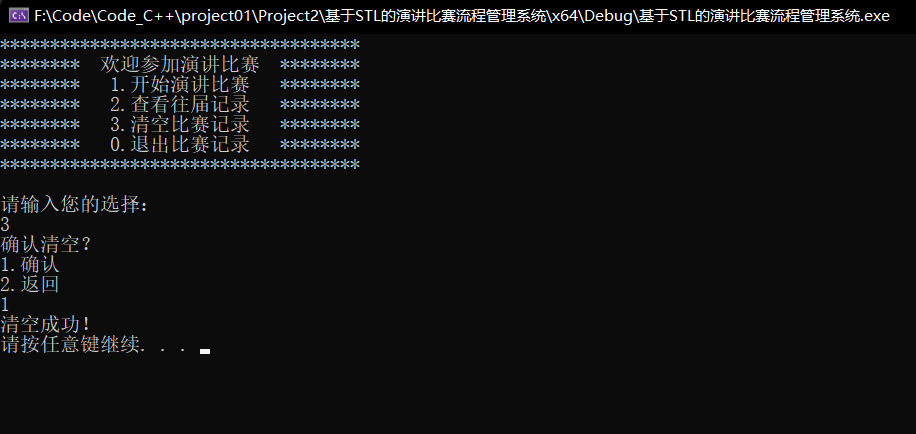 F:\Code\Code_C++\project01\Project2\基于STL的演讲比赛流程管理系统\x64\Debug\基于STL的演讲比赛流程管理系统.exe
************************************
********  欢迎参加演讲比赛  ********
********   1.开始演讲比赛   ********
********   2.查看往届记录   ********
********   3.清空比赛记录   ********
********   0.退出比赛记录   ********
************************************
请输入您的选择：
3
确认清空？
1.确认
2.返回
1
清空成功！
请按任意键继续. . .